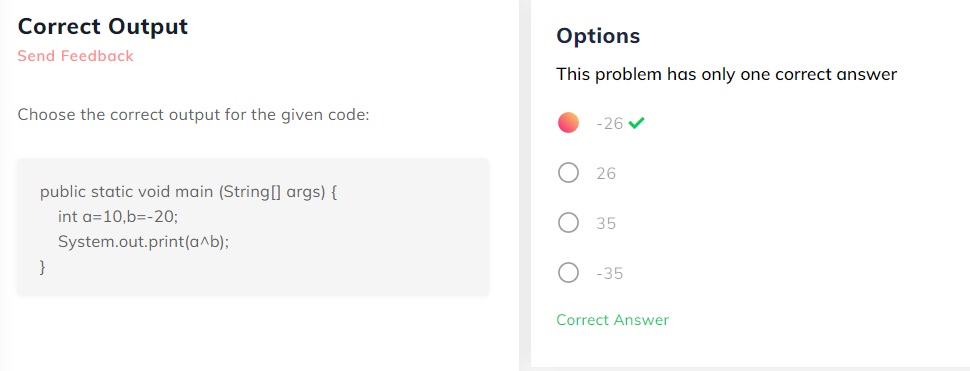 Correct Output
Send Feedback
Choose the correct output for the given code:
public static void main (String[] args) {
    int a=10,b=-20;
    System.out.print(a^b);
}
Options
This problem has only one correct answer
-26
26
35
-35
Correct Answer